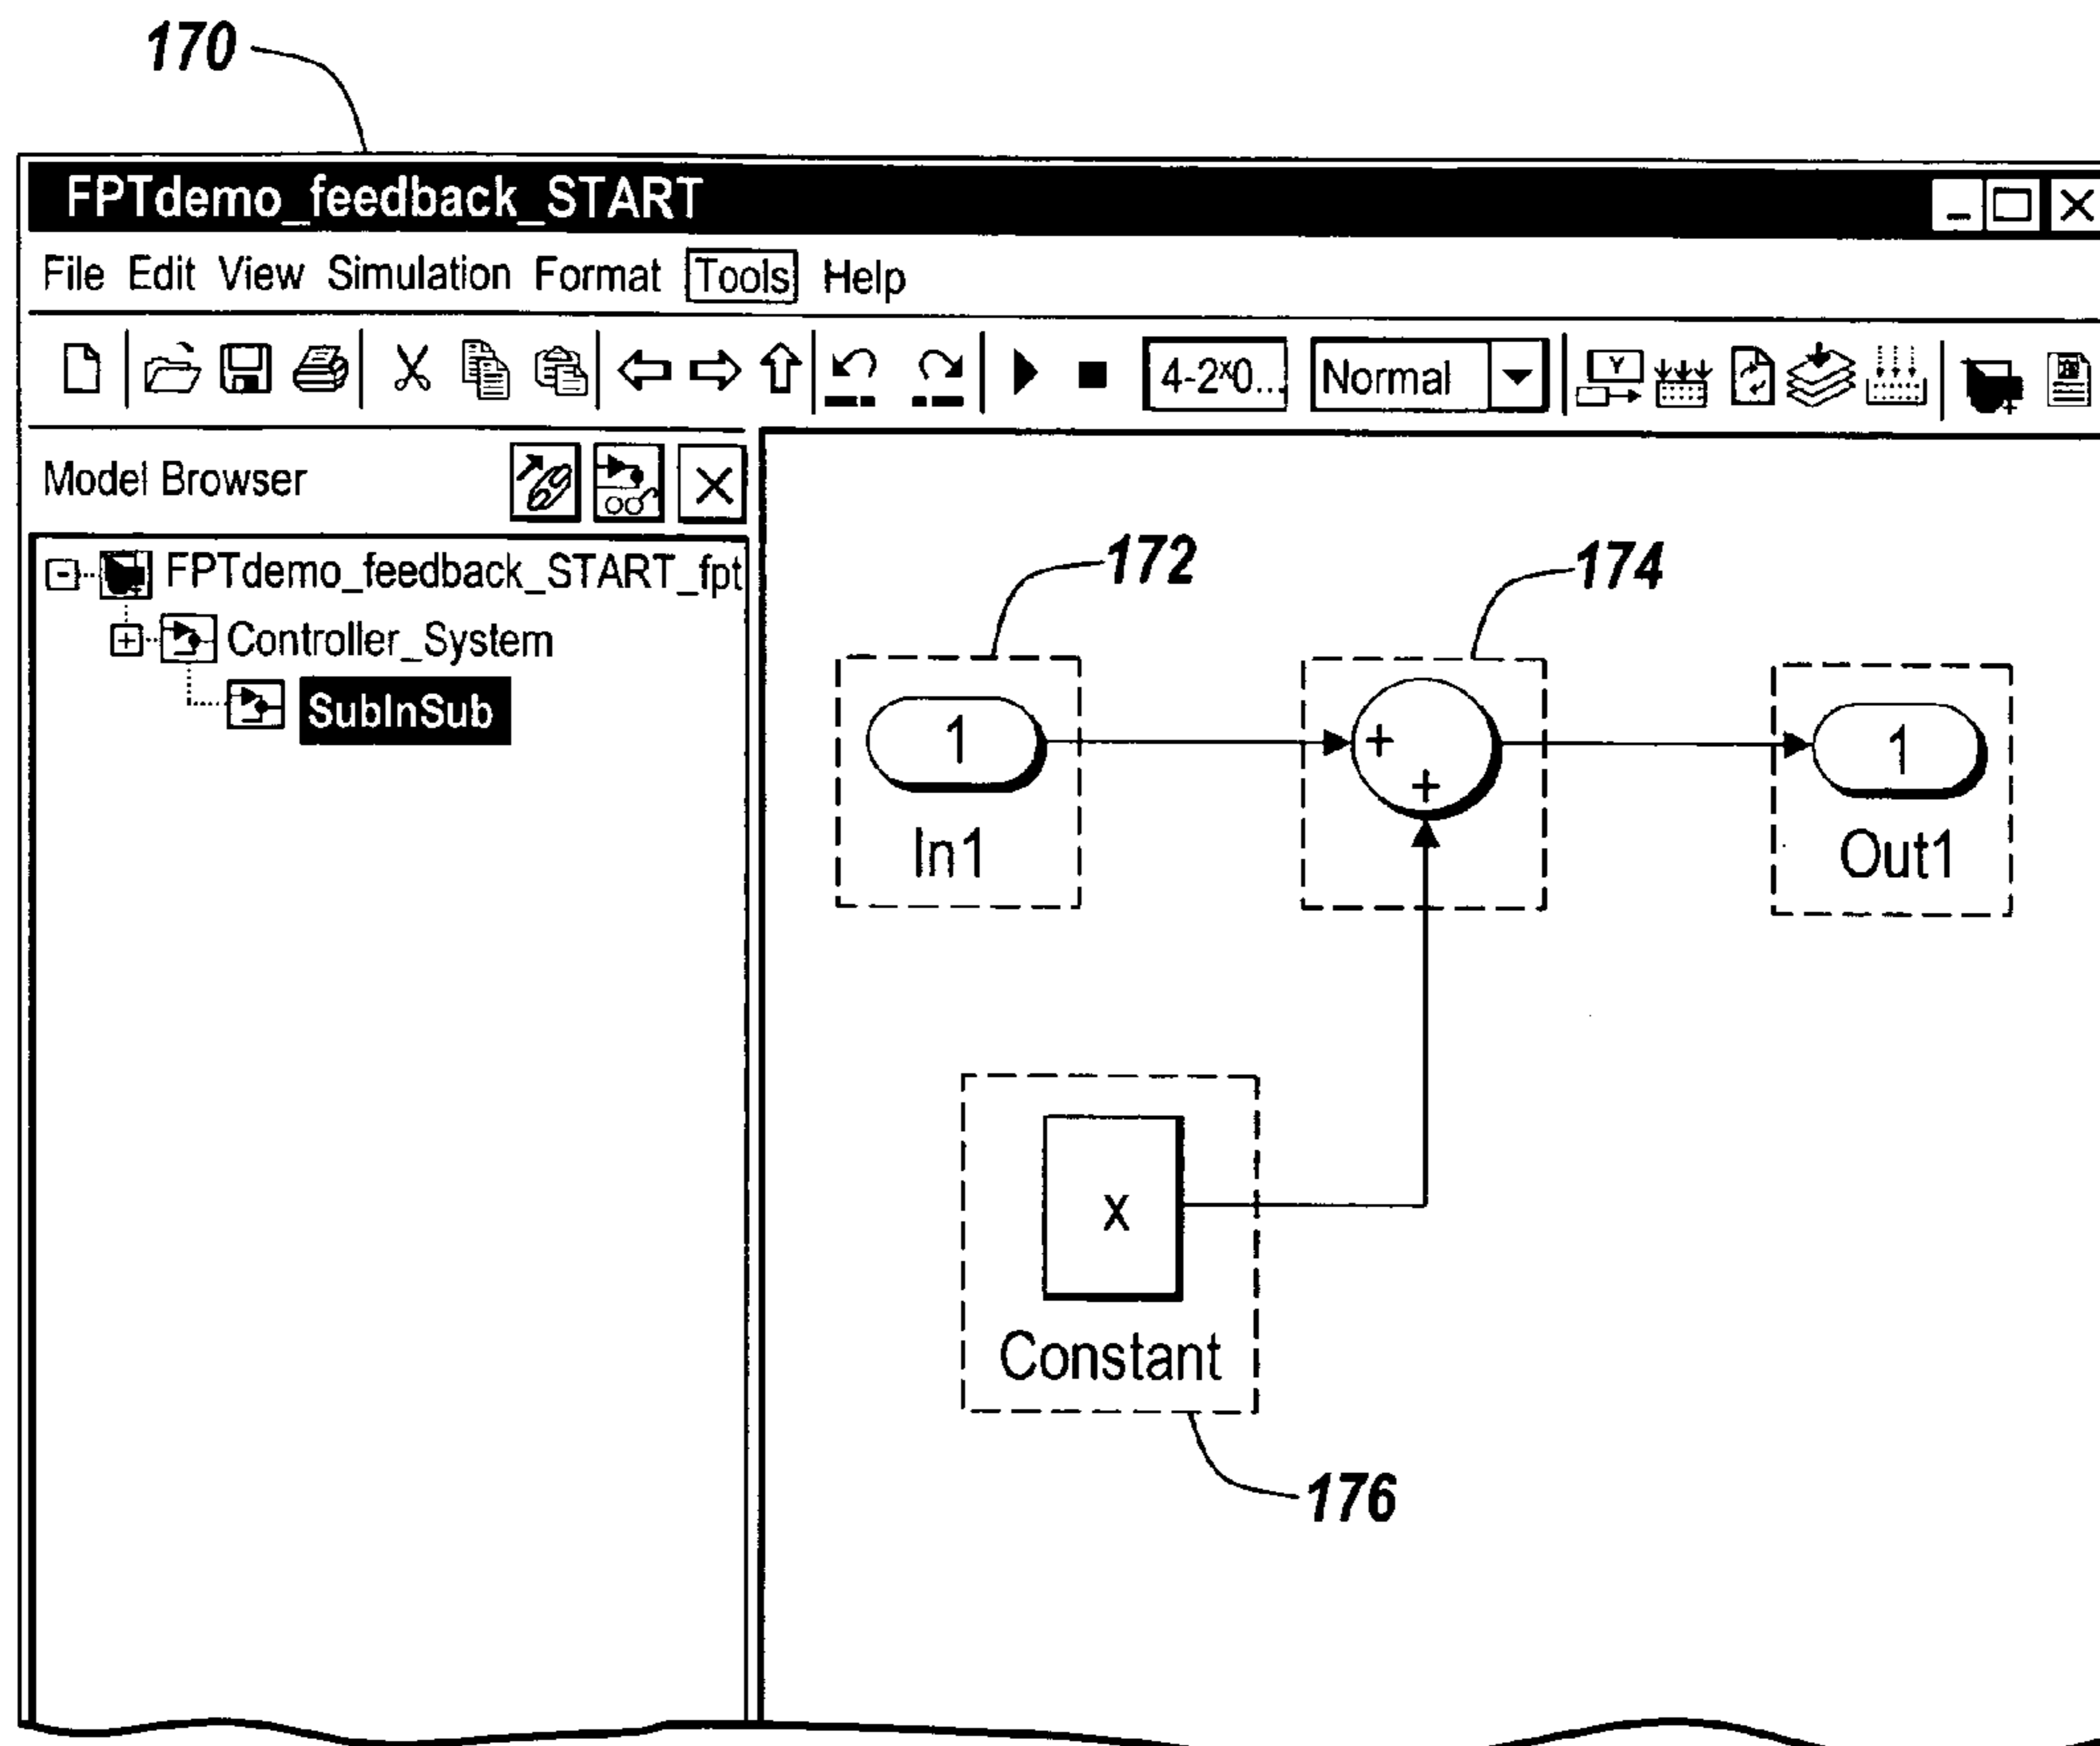 170
FPTdemo_feedback_START
File Edit View Simulation Format Tools Help
4-2x0... Normal
Model Browser
FPTdemo_feedback_START_fpt
Controller_System
SubInSub
172
174
1
+
+
1
In1
Out1
x
Constant
176